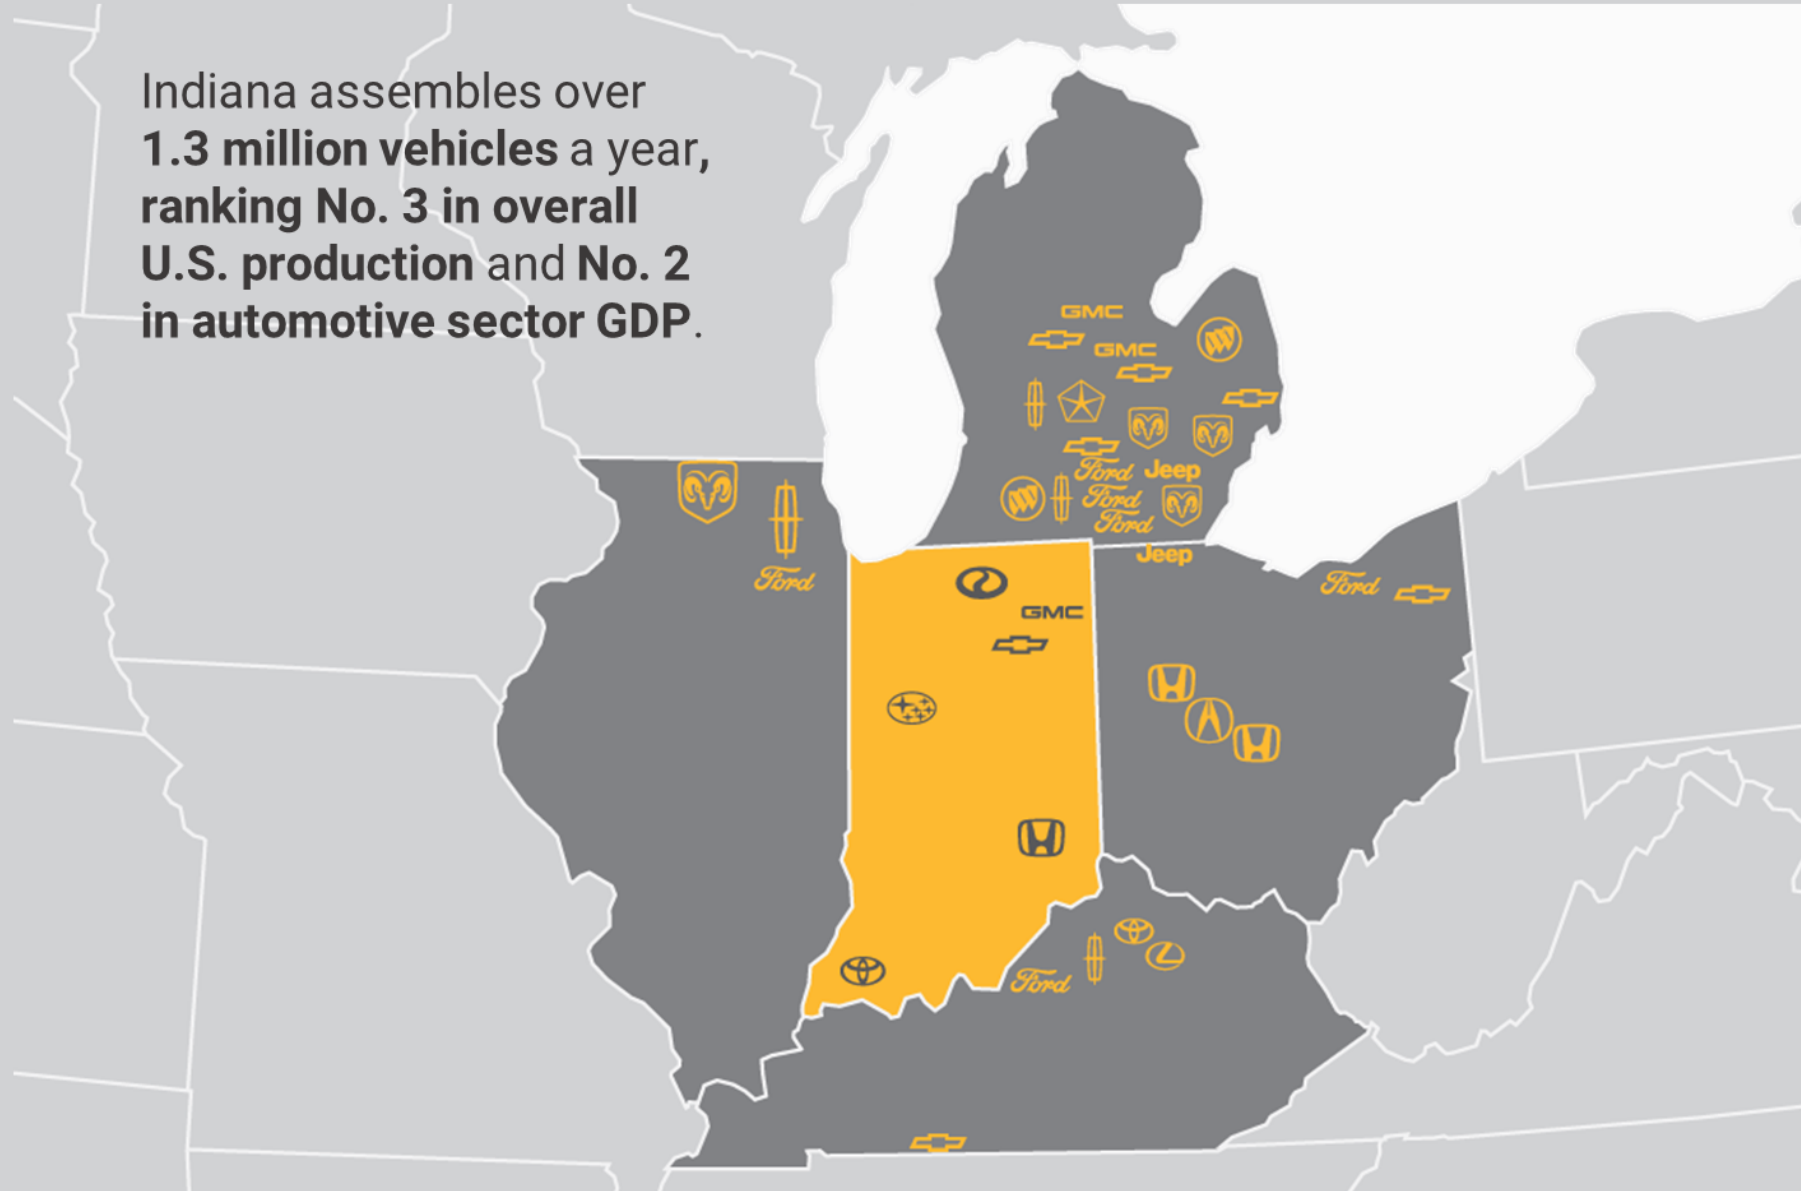 Indiana assembles over
1.3 million vehicles a year,
ranking No. 3 in overall
U.S. production and No. 2
in automotive sector GDP.
GMC
GMC
Ford
Jeep
Ford
Ford
Jeep
Ford
Ford
GMC
Ford